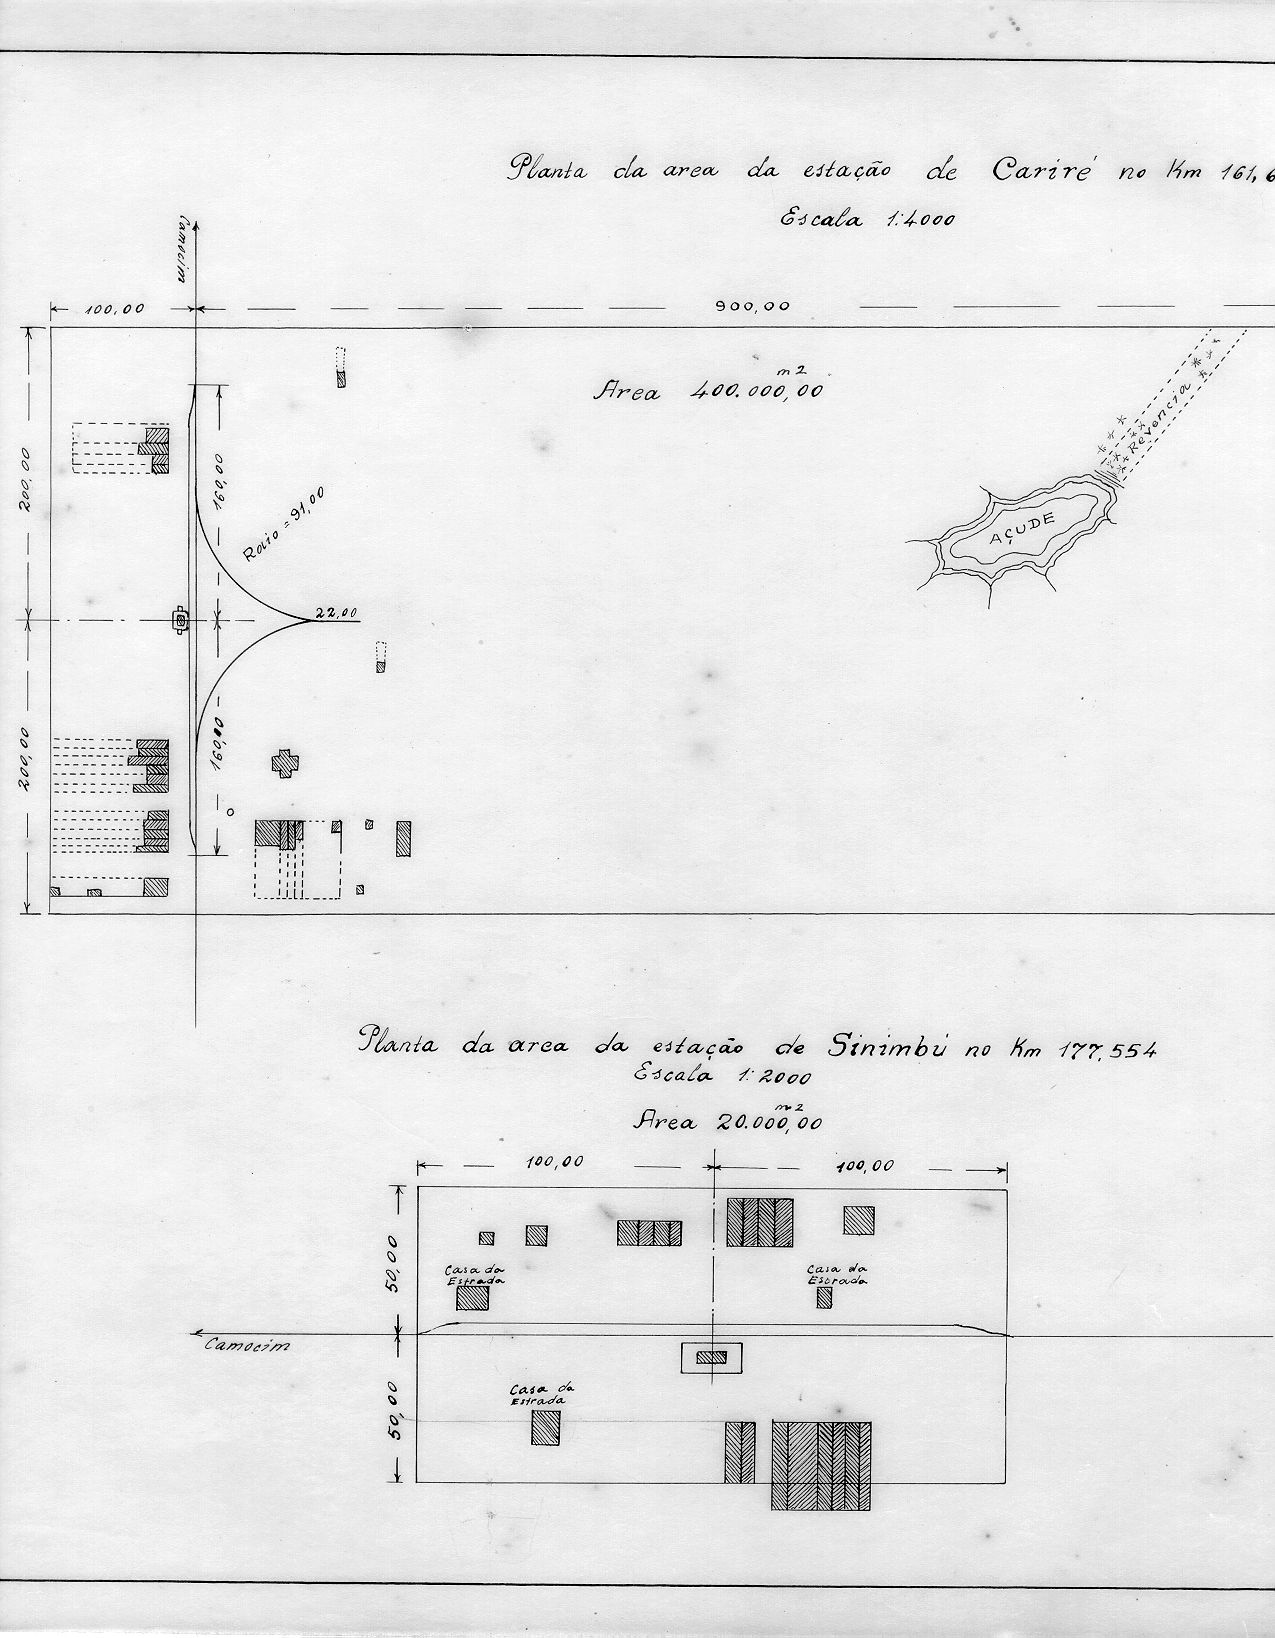 Planta da area da estação de Cariré no Km 161,6
Escala 1:4000
Camocim
100,00
900,00
Area 400.000,00 m2
200,00
160,00
Raio = 91,00
Revencia
AÇUDE
22,00
200,00
160,00
Planta da area da estação de Sinimbú no Km 177.554
Escala 1:2000
Area 20.000,00 m2
100,00
100,00
50,00
Casa da
Estrada
Casa da
Estrada
Camocim
50,00
Casa da
Estrada